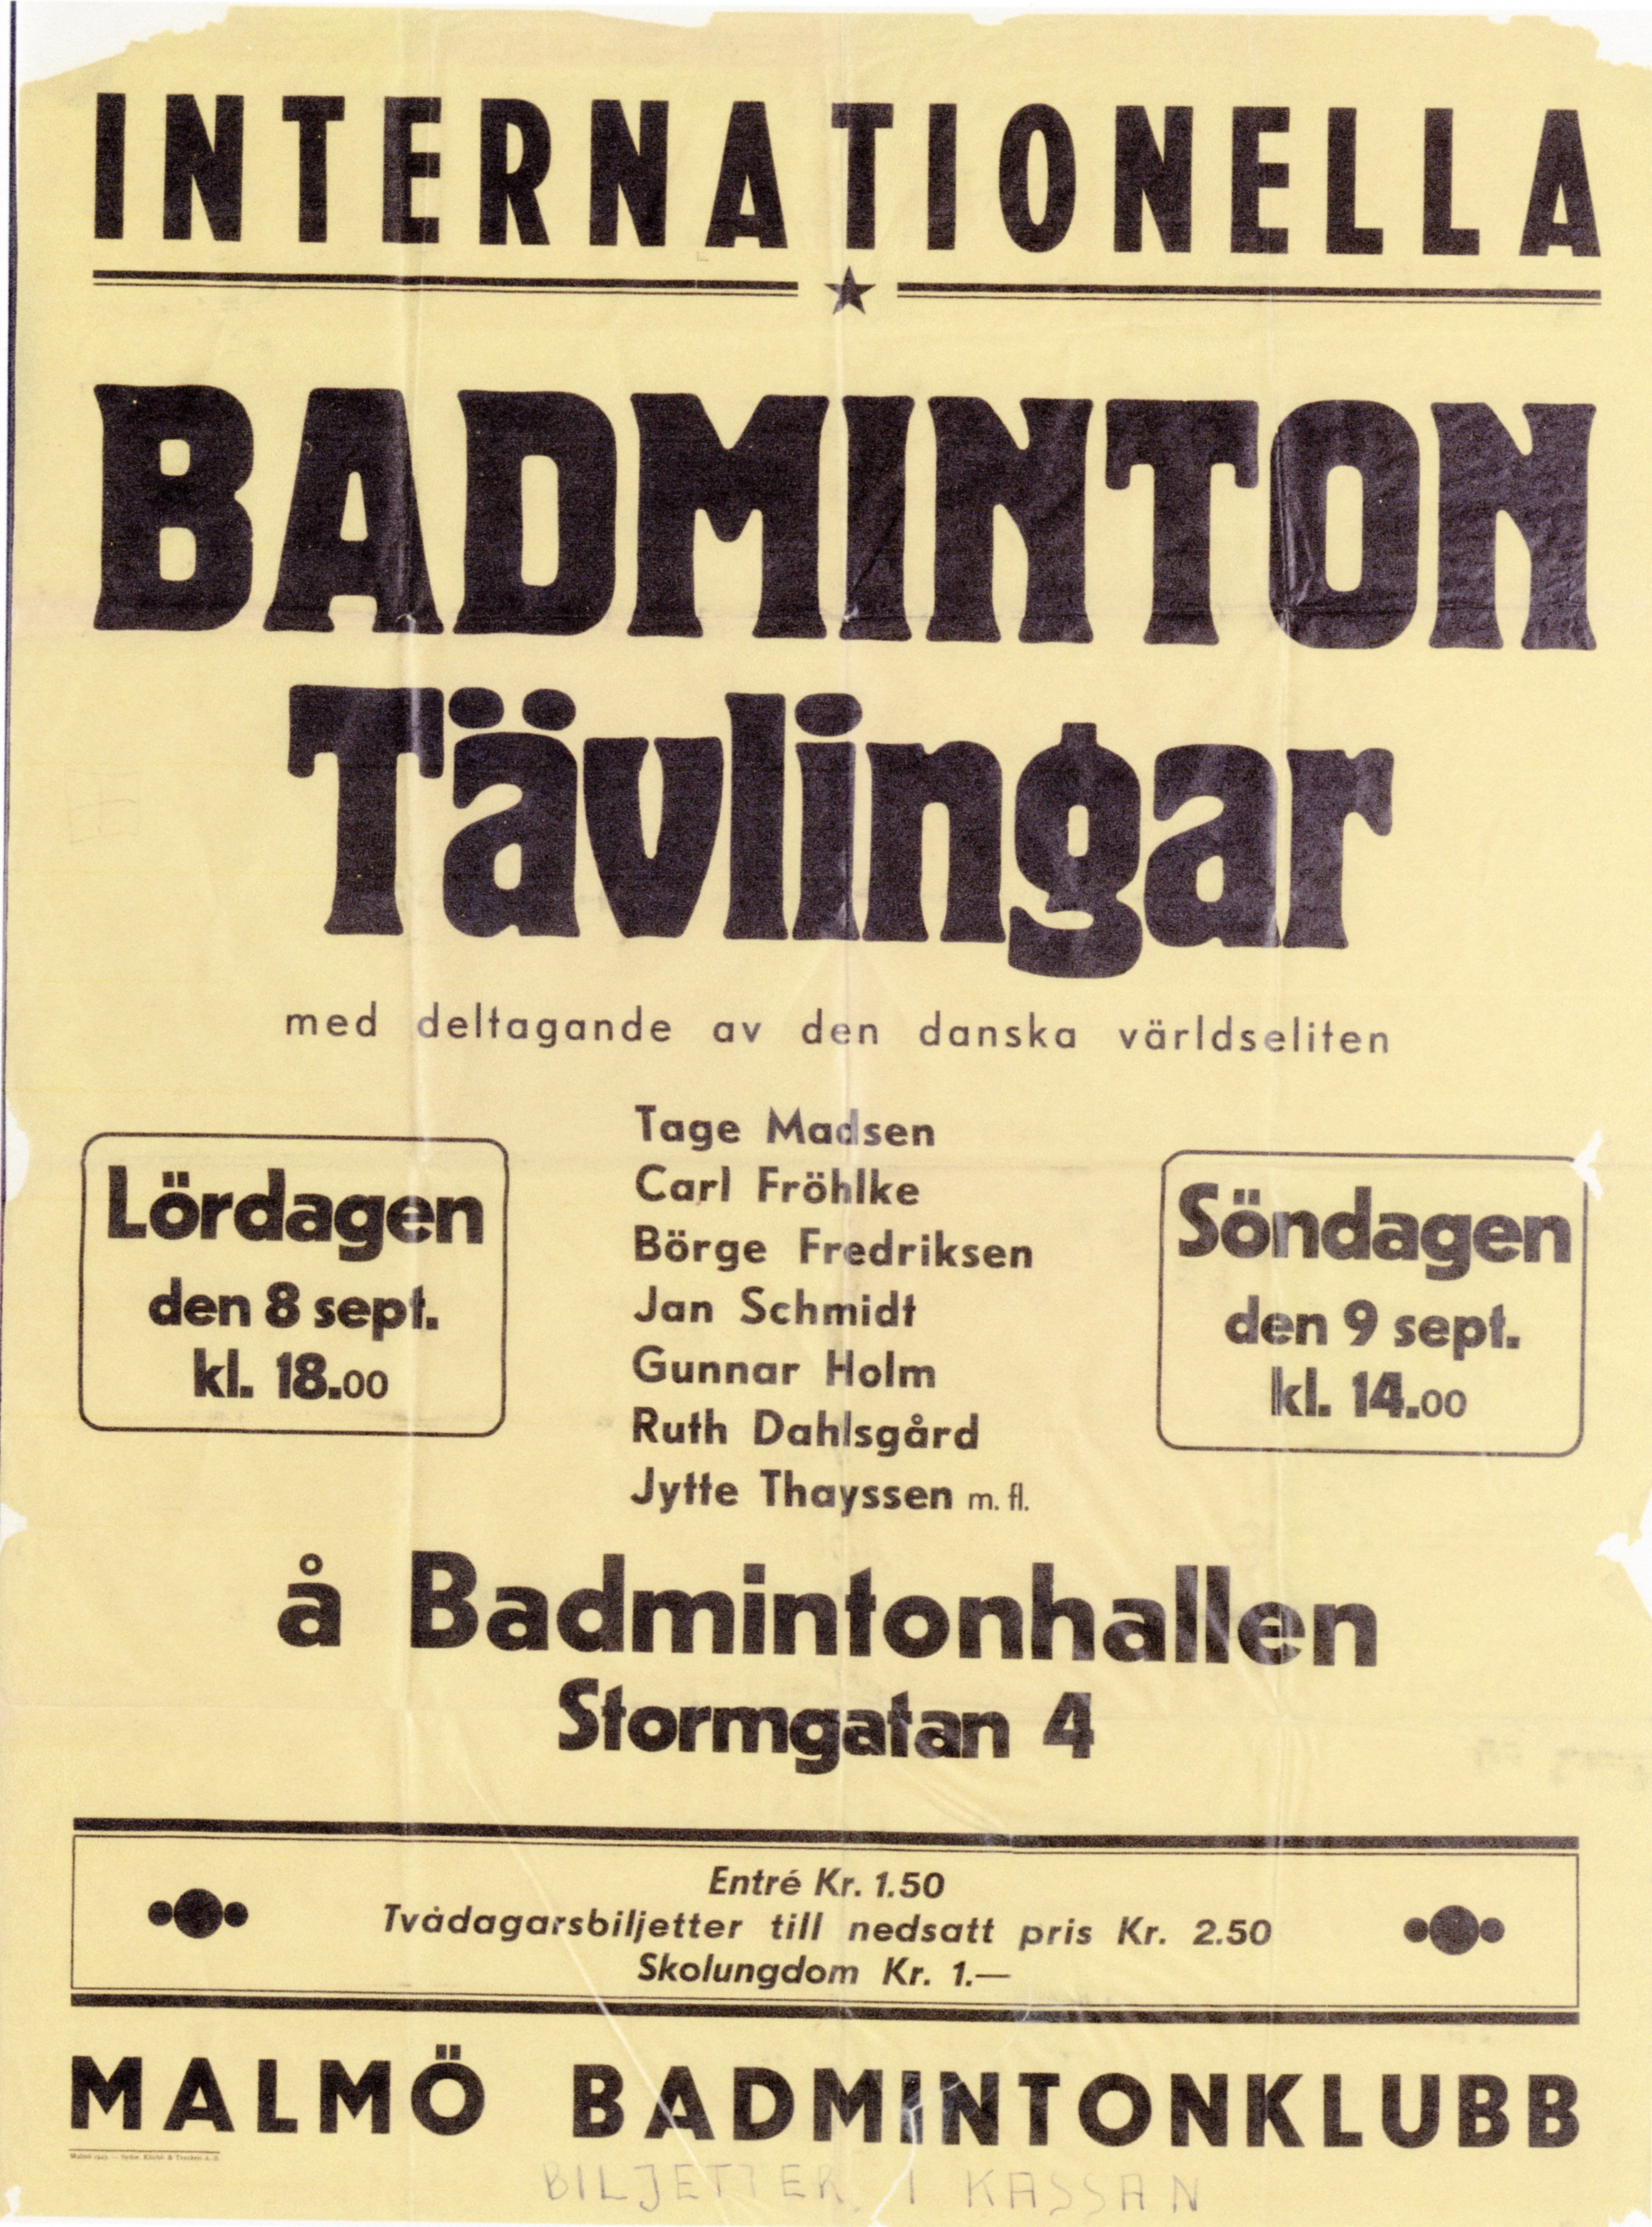 INTERNATIONELLA
BADMINTON
Tävlingar
med deltagande av den danska världseliten
Lördagen
den 8 sept.
kl. 18.00
Tage Madsen
Carl Fröhlke
Börge Fredriksen
Jan Schmidt
Gunnar Holm
Ruth Dahlsgård
Jytte Thayssen m. fl.
Söndagen
den 9 sept.
kl. 14.00
å Badmintonhallen
Stormgatan 4
Entré Kr. 1.50
Tvådagarsbiljetter till nedsatt pris Kr. 2.50
Skolungdom Kr. 1.—
MALMÖ BADMINTONKLUBB
Malmö
BILJETTER I KASSAN